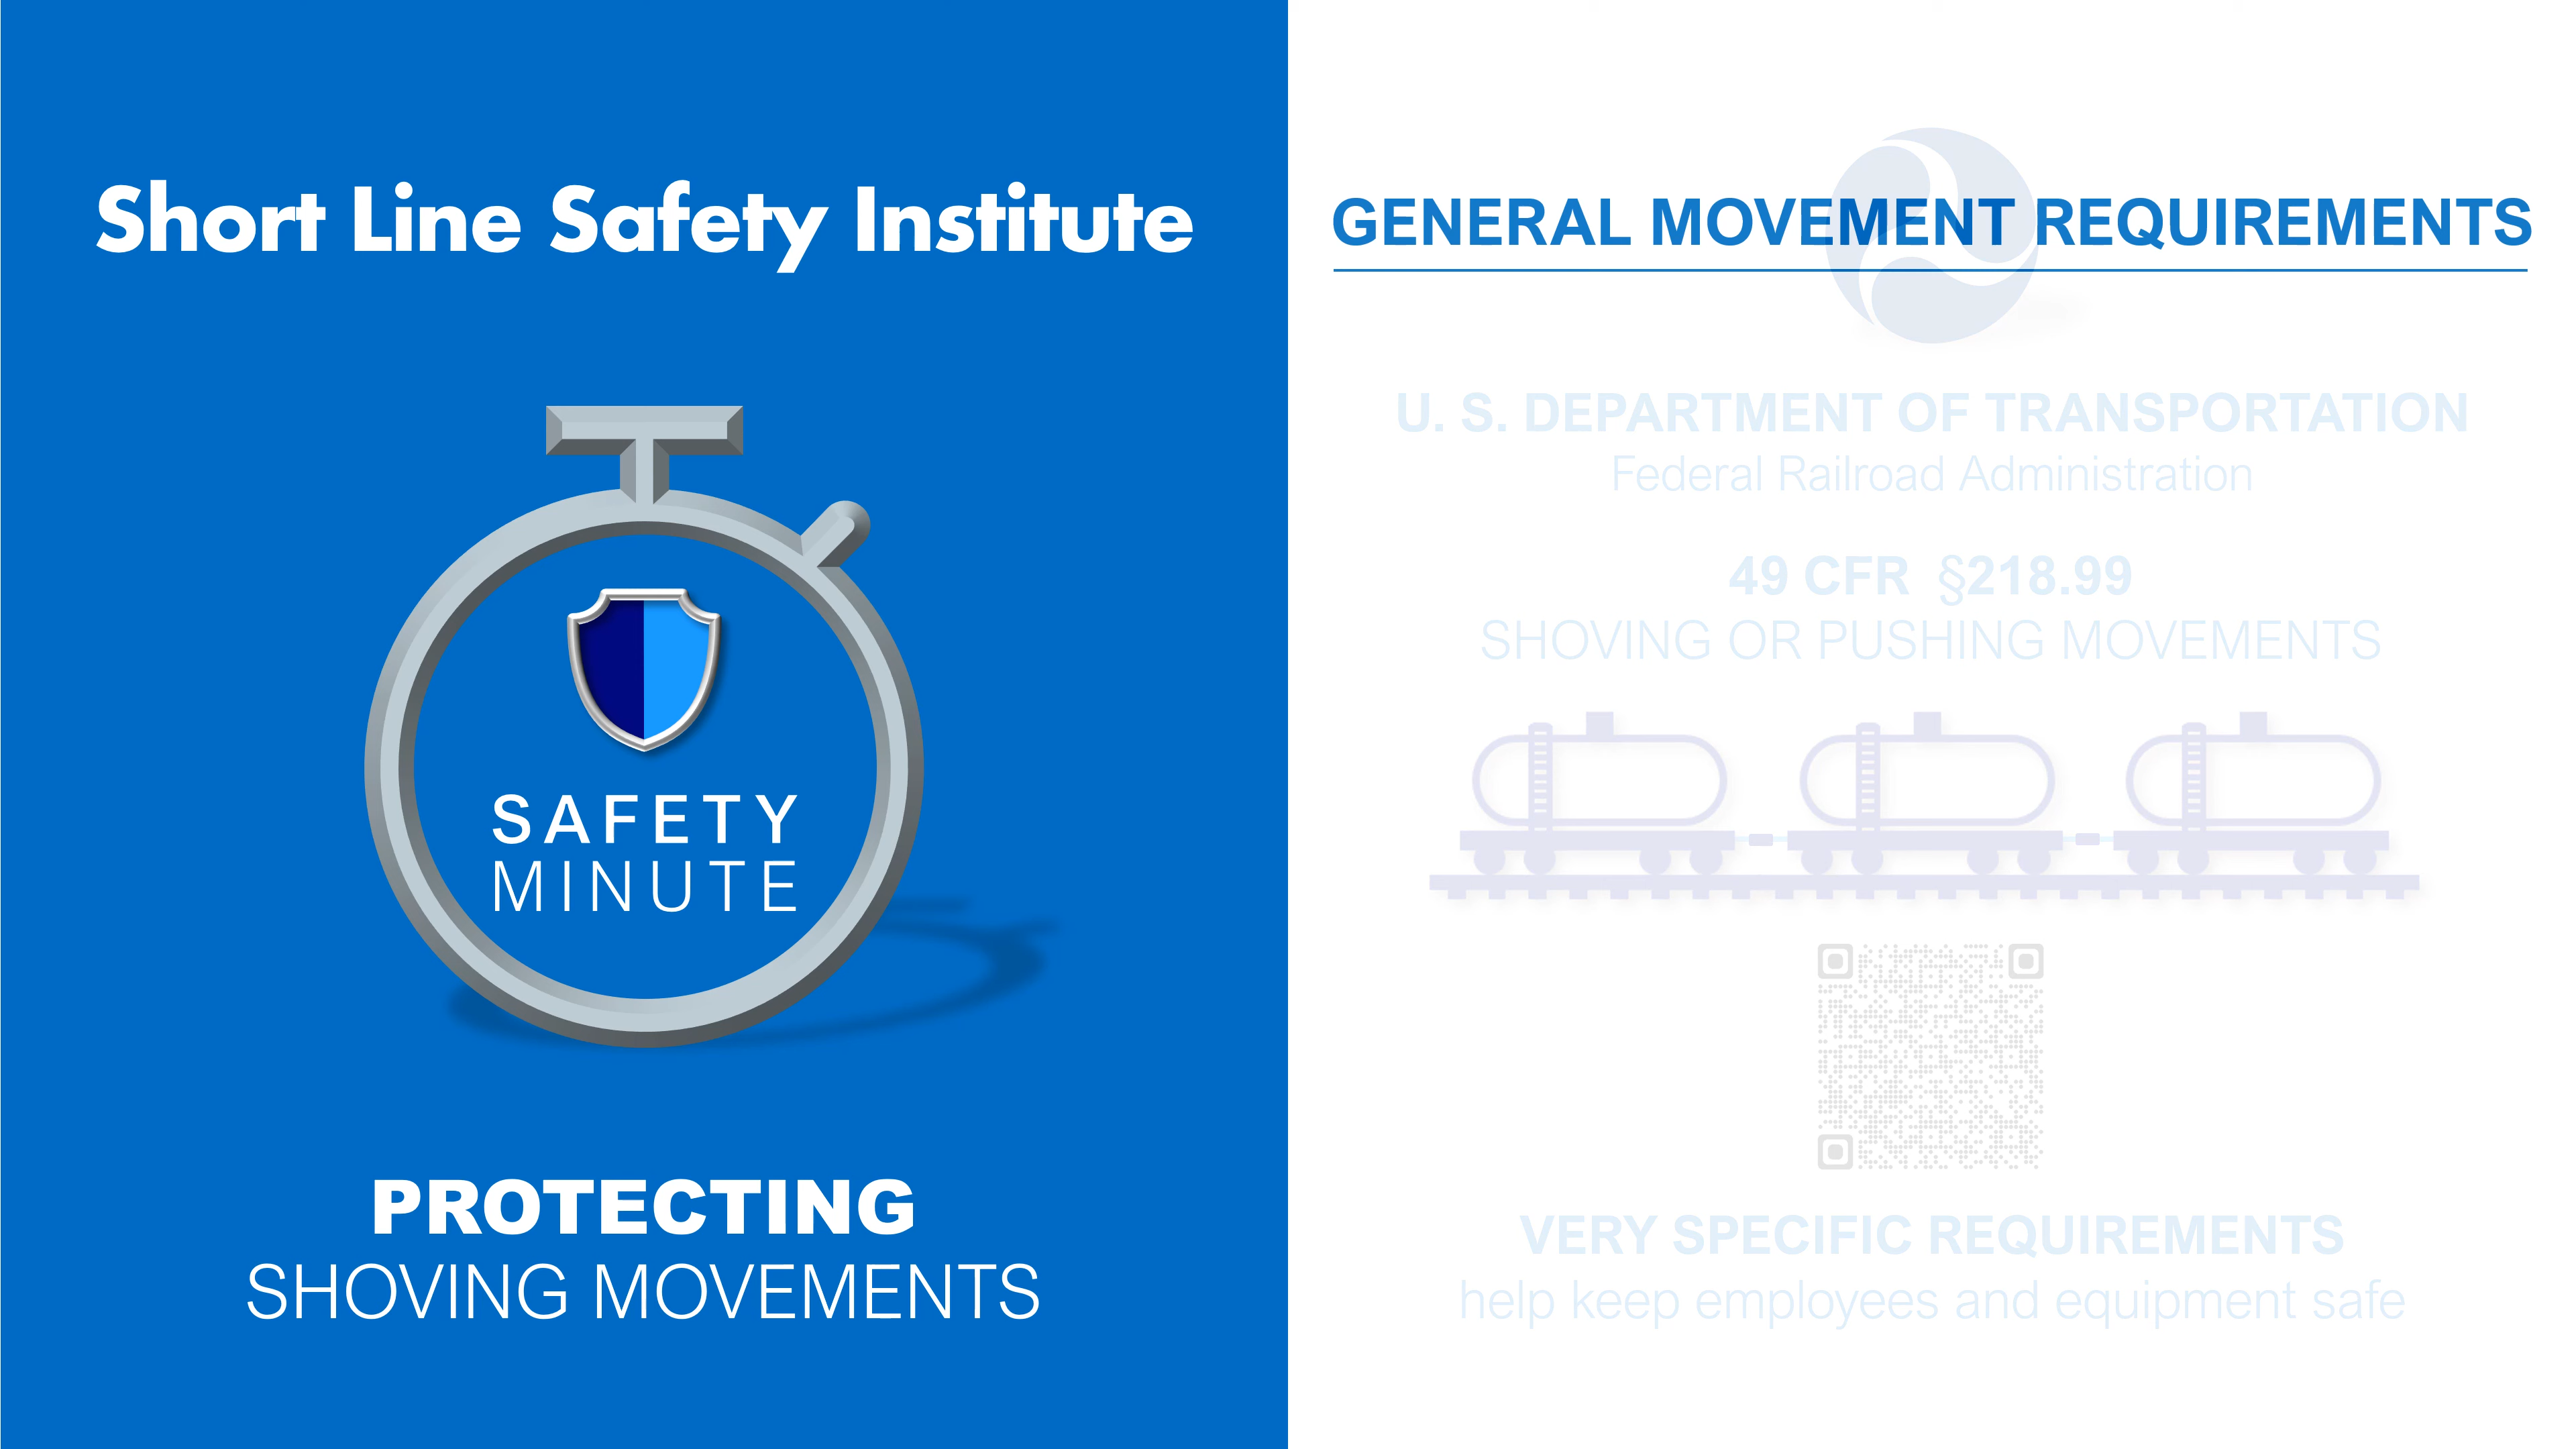 Short Line Safety Institute
SAFETY
MINUTE
PROTECTING
SHOVING MOVEMENTS
GENERAL MOVEMENT REQUIREMENTS
U. S. DEPARTMENT OF TRANSPORTATION
Federal Railroad Administration
49 CFR §218.99
SHOVING OR PUSHING MOVEMENTS
VERY SPECIFIC REQUIREMENTS
help keep employees and equipment safe